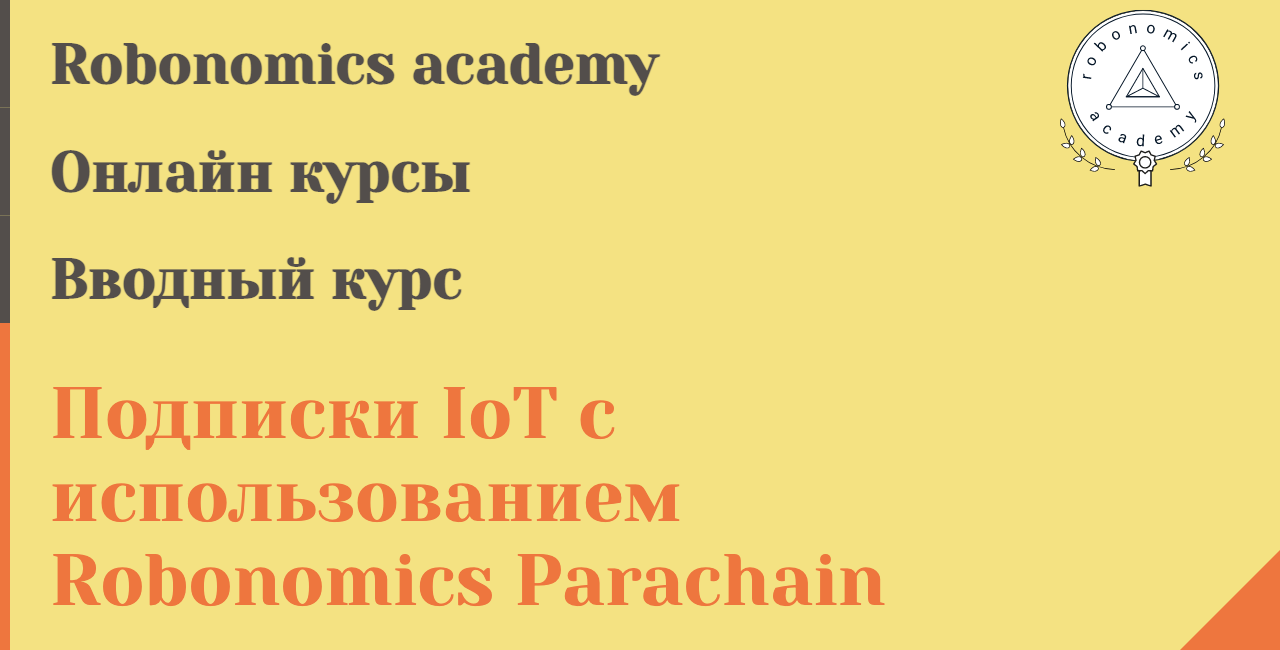 Robonomics academy
Онлайн курсы
Вводный курс
Подписки IoT с
использованием
Robonomics Parachain
robonomics
academy